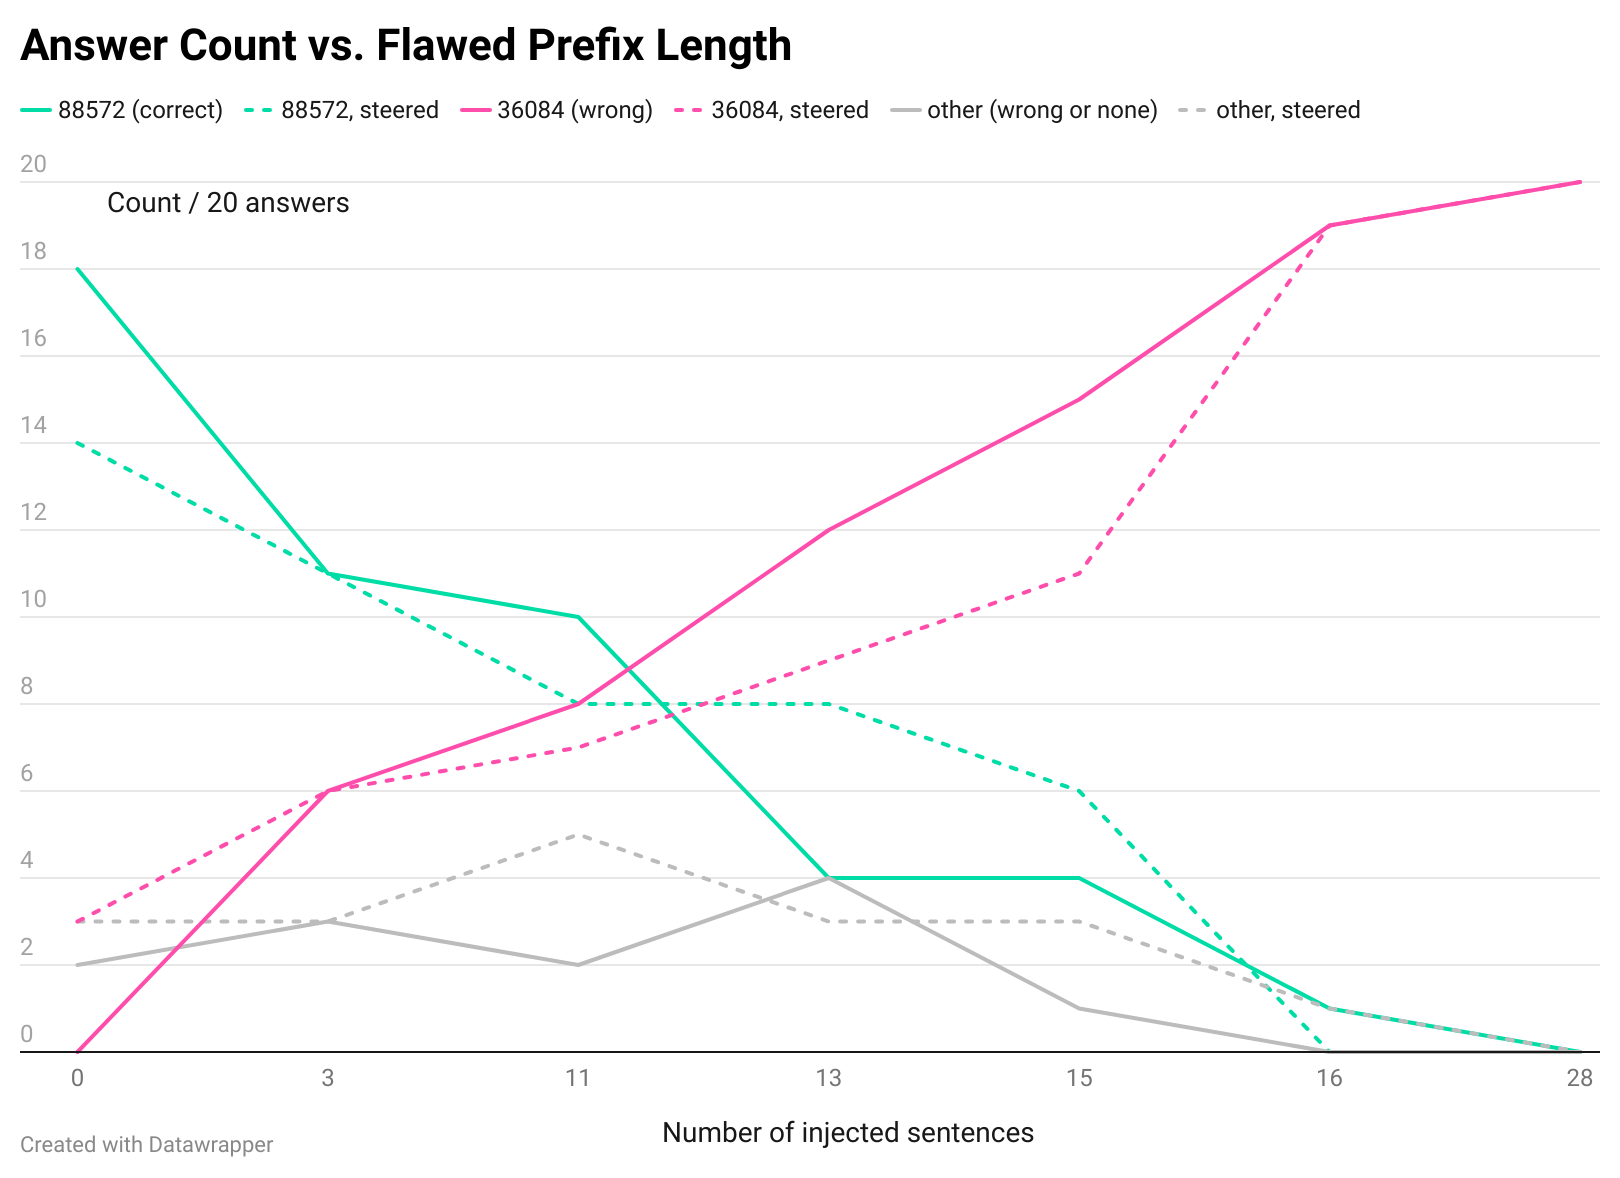 Answer Count vs. Flawed Prefix Length
88572 (correct) 88572, steered 36084 (wrong) 36084, steered other (wrong or none) other, steered
20
Count / 20 answers
18
16
14
12
10
8
6
4
2
0
0 3 11 13 15 16 28
Number of injected sentences
Created with Datawrapper